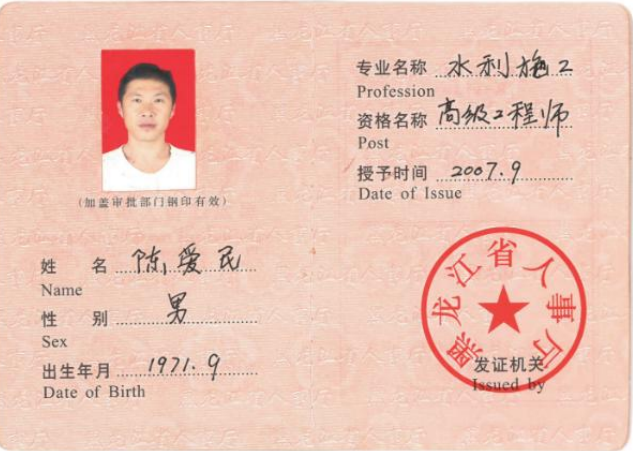 (加盖审批部门钢印有效)
姓 名 陈爱民
Name
性 别 男
Sex
出生年月 1971.9
Date of Birth
专业名称 水利施工
Profession
资格名称 高级工程师
Post
授予时间 2007.9
Date of Issue
黑龙江省人事厅
发证机关
Issued by